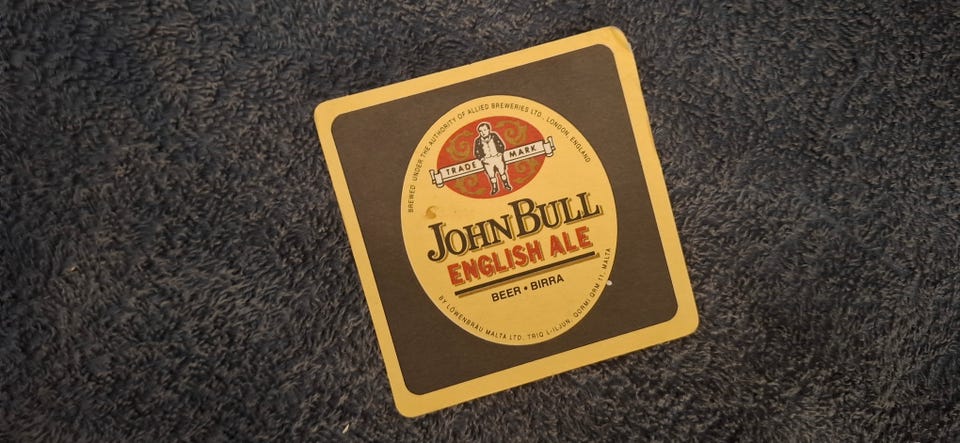 BREWED UNDER THE AUTHORITY OF ALLIED BREWERIES LTD., LONDON, ENGLAND
TRADE MARK
JOHN BULL
ENGLISH ALE
BEER • BIRRA
BY LÖWENBRÄU MALTA LTD., TRIQ L-ILJUN, QORMI QRM 11, MALTA